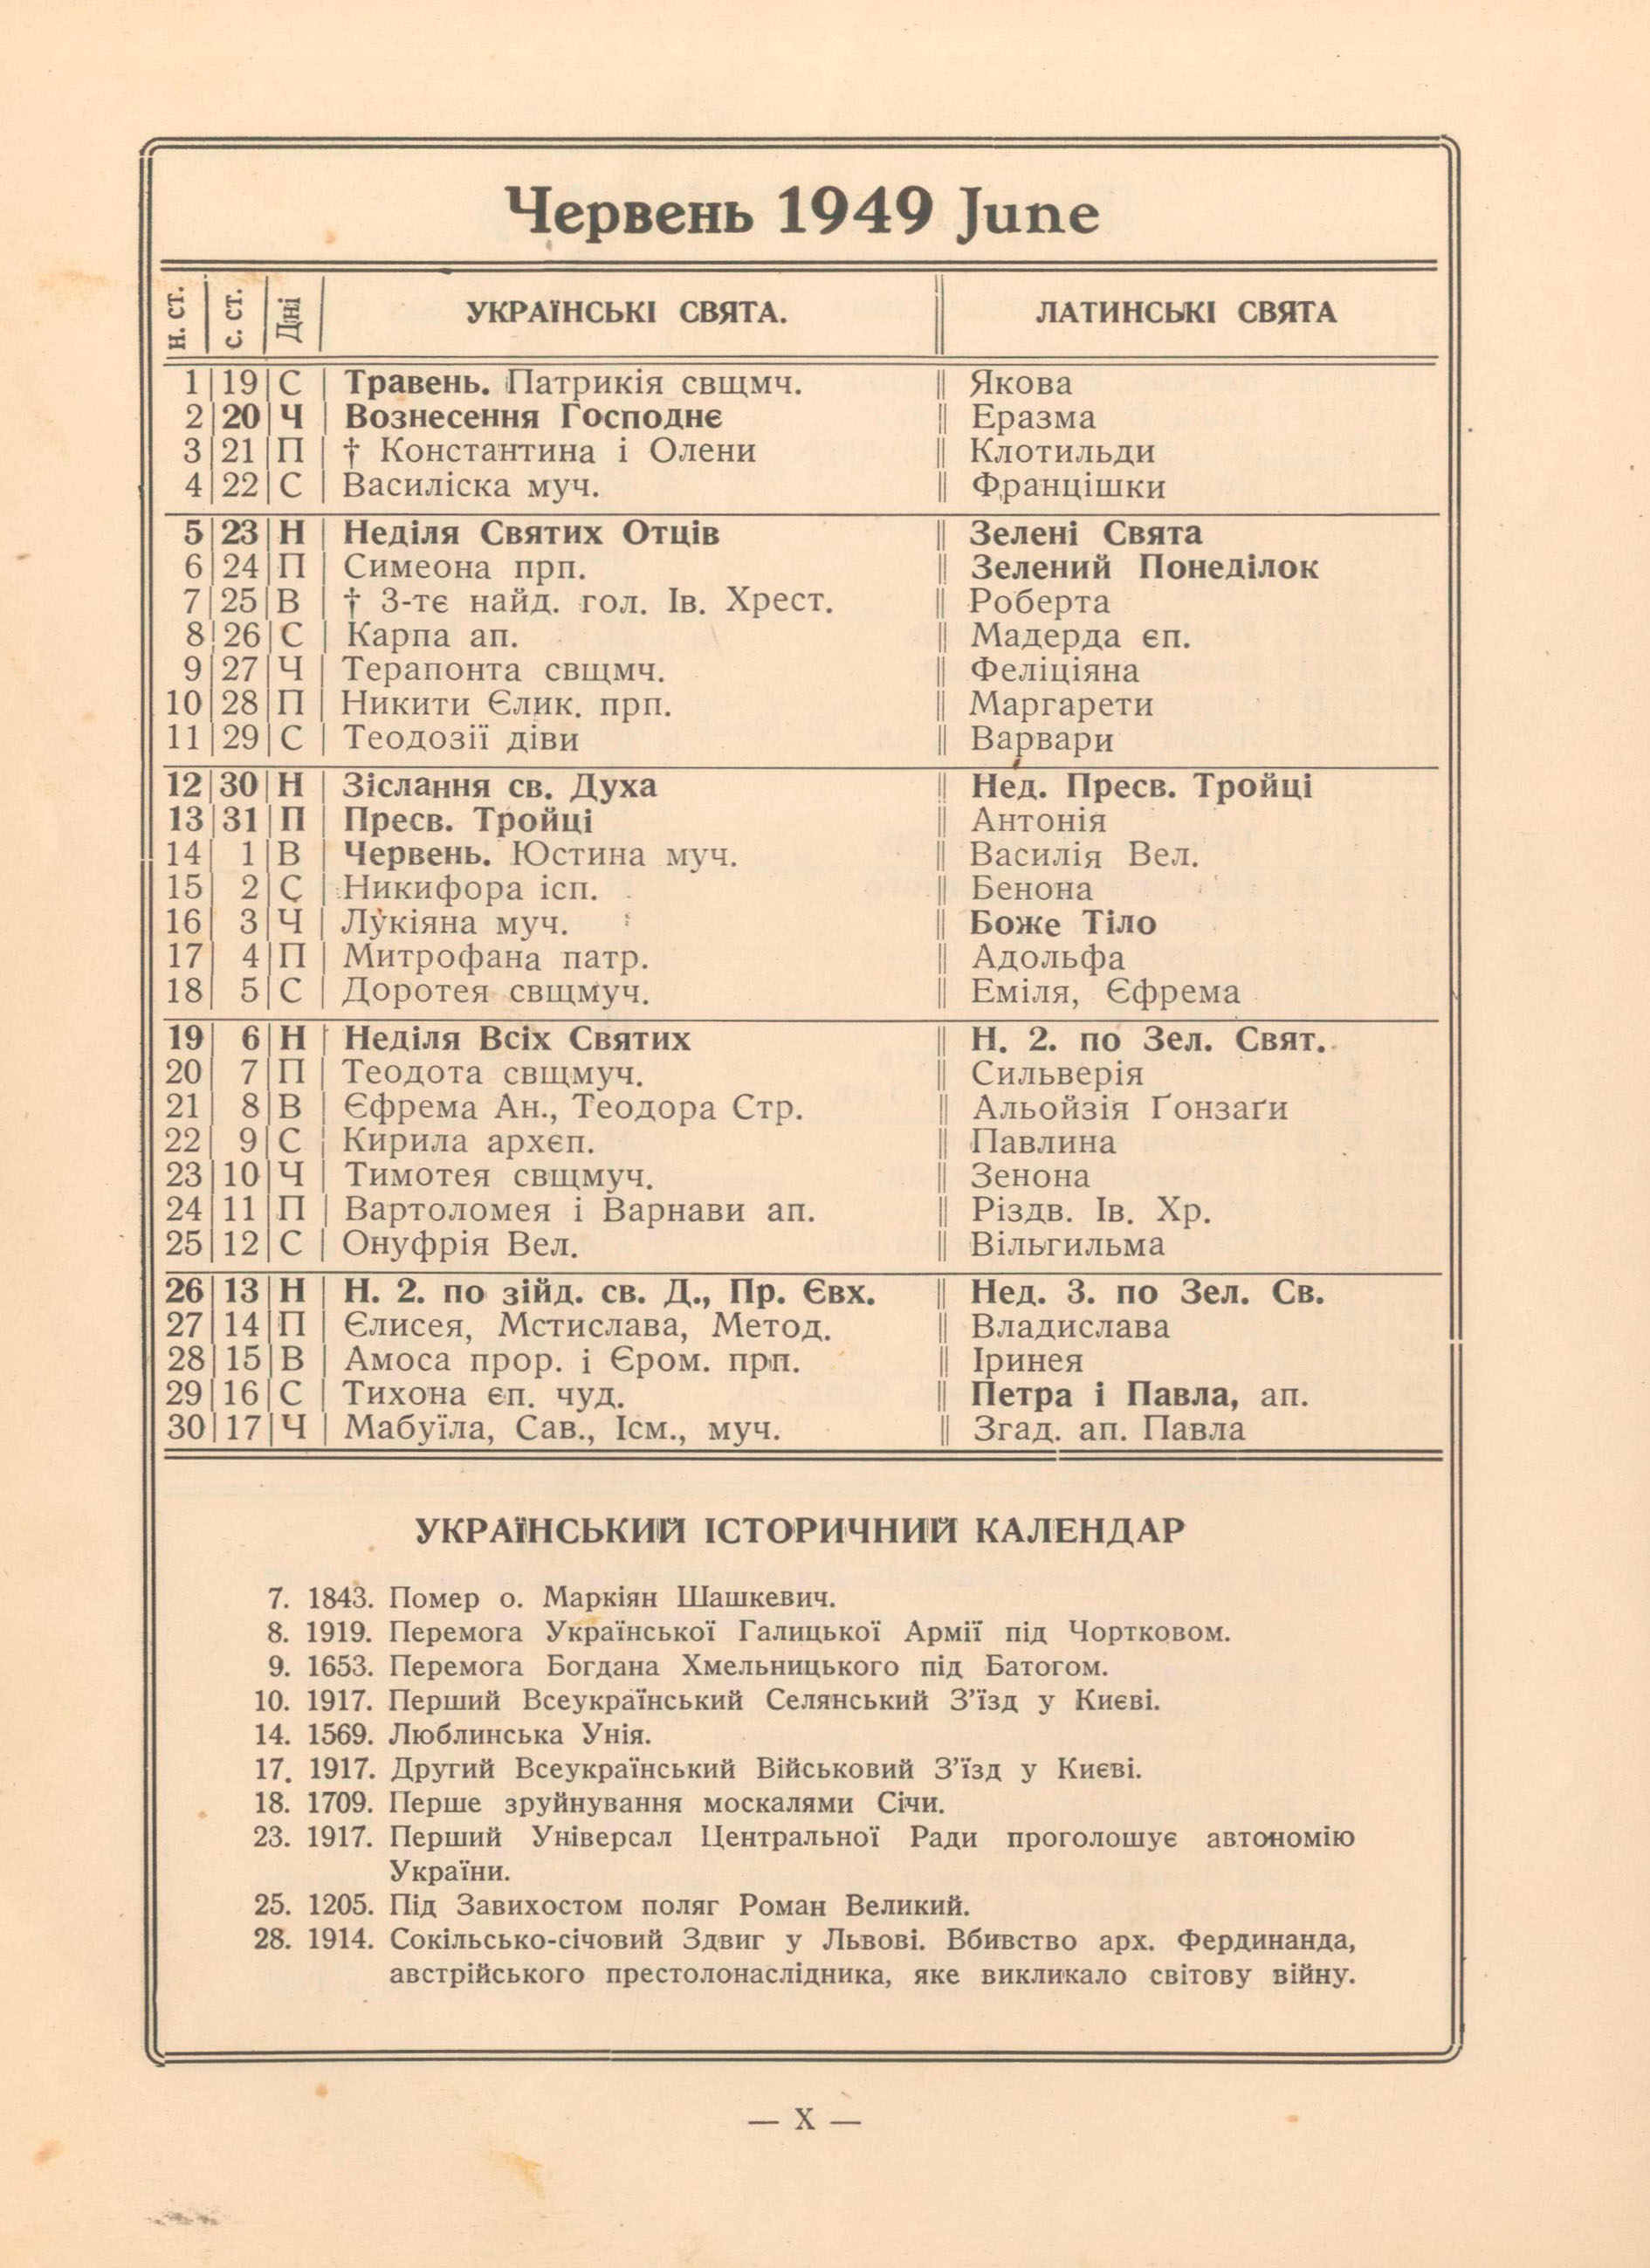 Червень 1949 June
н. ст. с. ст. Дні УКРАЇНСЬКІ СВЯТА. ЛАТИНСЬКІ СВЯТА
1 19 С Травень. Патрикія свщмч. Якова
2 20 Ч Вознесення Господнє Еразма
3 21 П † Константина і Олени Клотильди
4 22 С Василіска муч. Францішки
5 23 Н Неділя Святих Отців Зелені Свята
6 24 П Симеона прп. Зелений Понеділок
7 25 В † 3-тє найд. гол. Ів. Хрест. Роберта
8 26 С Карпа ап. Мадерда єп.
9 27 Ч Терапонта свщмч. Феліціяна
10 28 П Никити Єлик. прп. Маргарети
11 29 С Теодозії діви Варвари
12 30 Н Зіслання св. Духа Нед. Пресв. Тройці
13 31 П Пресв. Тройці Антонія
14 1 В Червень. Юстина муч. Василія Вел.
15 2 С Никифора ісп. Бенона
16 3 Ч Лукіяна муч. Боже Тіло
17 4 П Митрофана патр. Адольфа
18 5 С Доротея свщмуч. Еміля, Єфрема
19 6 Н Неділя Всіх Святих Н. 2. по Зел. Свят.
20 7 П Теодота свщмуч. Сильверія
21 8 В Єфрема Ан., Теодора Стр. Альойзія Ґонзаґи
22 9 С Кирила архєп. Павлина
23 10 Ч Тимотея свщмуч. Зенона
24 11 П Вартоломея і Варнави ап. Різдв. Ів. Хр.
25 12 С Онуфрія Вел. Вільгильма
26 13 Н Н. 2. по зійд. св. Д., Пр. Євх. Нед. 3. по Зел. Св.
27 14 П Єлисея, Мстислава, Метод. Владислава
28 15 В Амоса прор. і Єром. прп. Іринея
29 16 С Тихона єп. чуд. Петра і Павла, ап.
30 17 Ч Мабуїла, Сав., Ісм., муч. Згад. ап. Павла
УКРАЇНСЬКИЙ ІСТОРИЧНИЙ КАЛЕНДАР
7. 1843. Помер о. Маркіян Шашкевич.
8. 1919. Перемога Української Галицької Армії під Чортковом.
9. 1653. Перемога Богдана Хмельницького під Батогом.
10. 1917. Перший Всеукраїнський Селянський З'їзд у Києві.
14. 1569. Люблинська Унія.
17. 1917. Другий Всеукраїнський Військовий З'їзд у Києві.
18. 1709. Перше зруйнування москалями Січи.
23. 1917. Перший Універсал Центральної Ради проголошує автономію
України.
25. 1205. Під Завихостом поляг Роман Великий.
28. 1914. Сокільсько-січовий Здвиг у Львові. Вбивство арх. Фердинанда,
австрійського престолонаслідника, яке викликало світову війну.
— X —